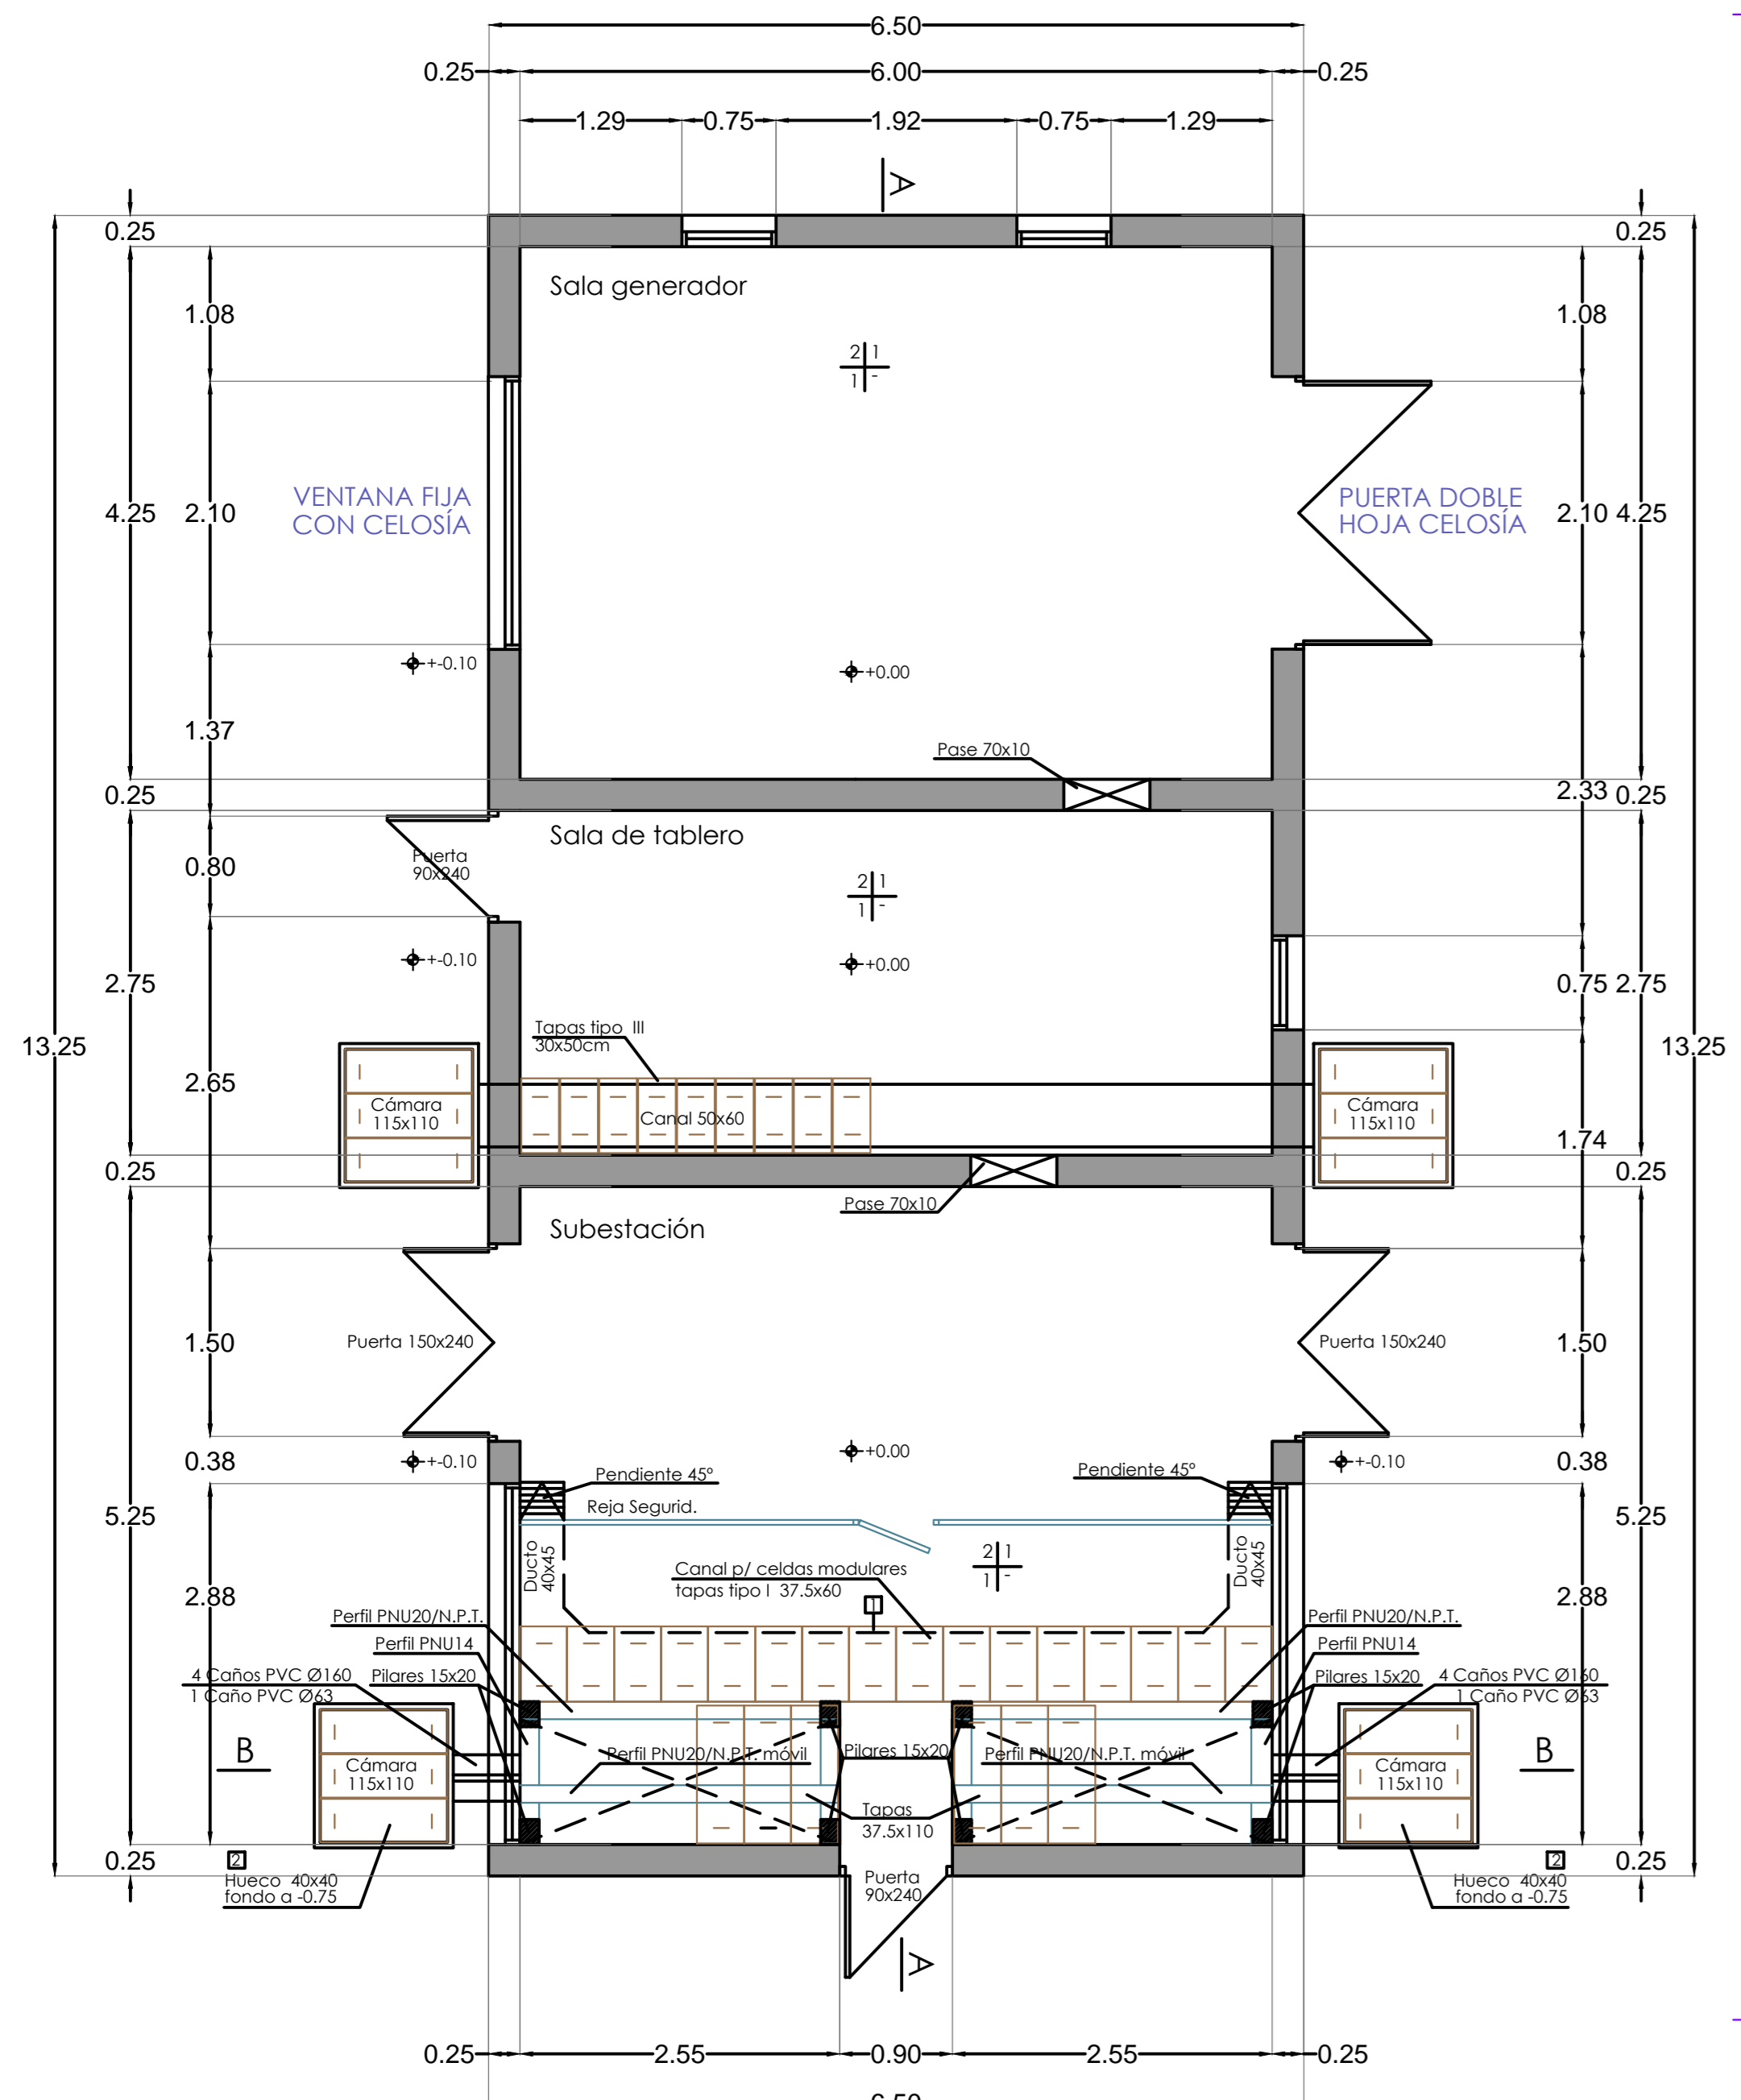 6.50
0.25 6.00 0.25
1.29 0.75 1.92 0.75 1.29
A
0.25 0.25
Sala generador
1.08 1.08
2 1
1 -
VENTANA FIJA
CON CELOSÍA
PUERTA DOBLE
HOJA CELOSÍA
4.25 2.10 2.10 4.25
+-0.10 +0.00
1.37
Pase 70x10
0.25 2.33 0.25
Sala de tablero
Puerta
90x240
0.80
2 1
1 -
+-0.10 +0.00
2.75 0.75 2.75
Tapas tipo III
30x50cm
13.25 13.25
2.65
Cámara
115x110
Canal 50x60
Cámara
115x110
1.74
0.25 0.25
Pase 70x10
Subestación
1.50 Puerta 150x240 Puerta 150x240 1.50
+0.00
0.38 +-0.10 +-0.10 0.38
Pendiente 45º Pendiente 45º
Reja Segurid.
5.25 5.25
Ducto
40x45
2 1
1 -
Ducto
40x45
Canal p/ celdas modulares
tapas tipo I 37.5x60
2.88 2.88
1
Perfil PNU20/N.P.T. Perfil PNU20/N.P.T.
Perfil PNU14 Perfil PNU14
4 Caños PVC Ø160 Pilares 15x20 Pilares 15x20 4 Caños PVC Ø160
1 Caño PVC Ø63 1 Caño PVC Ø63
B B
Perfil PNU20/N.P.T. móvil Pilares 15x20 Perfil PNU20/N.P.T. móvil
Cámara
115x110
Cámara
115x110
Tapas
37.5x110
0.25 2 2 0.25
Hueco 40x40
fondo a -0.75
Puerta
90x240
Hueco 40x40
fondo a -0.75
A
0.25 2.55 0.90 2.55 0.25
6.50